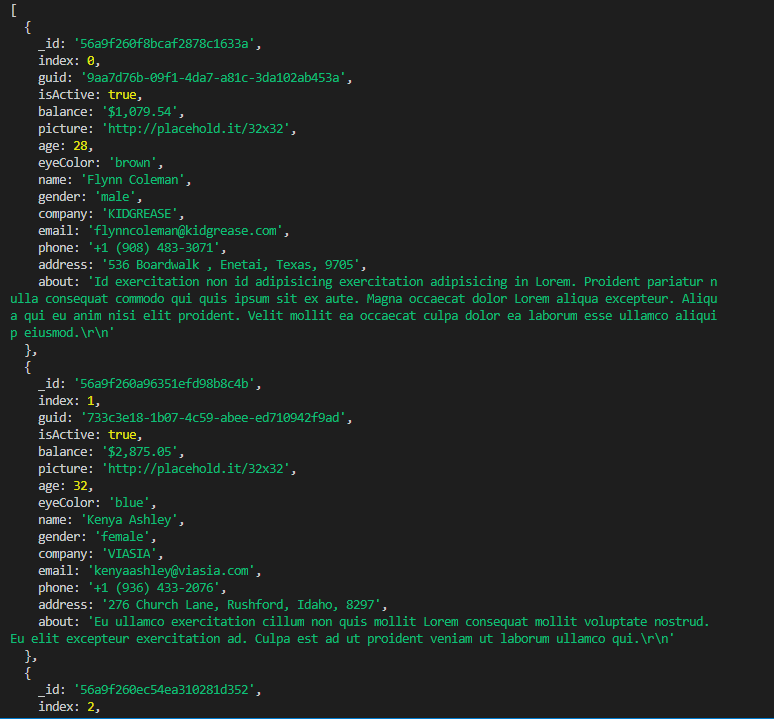 [
  {
    _id: '56a9f260f8bcaf2878c1633a',
    index: 0,
    guid: '9aa7d76b-09f1-4da7-a81c-3da102ab453a',
    isActive: true,
    balance: '$1,079.54',
    picture: 'http://placehold.it/32x32',
    age: 28,
    eyeColor: 'brown',
    name: 'Flynn Coleman',
    gender: 'male',
    company: 'KIDGREASE',
    email: 'flynncoleman@kidgrease.com',
    phone: '+1 (908) 483-3071',
    address: '536 Boardwalk , Enetai, Texas, 9705',
    about: 'Id exercitation non id adipisicing exercitation adipisicing in Lorem. Proident pariatur n
ulla consequat commodo qui quis ipsum sit ex aute. Magna occaecat dolor Lorem aliqua excepteur. Aliqu
a qui eu anim nisi elit proident. Velit mollit ea occaecat culpa dolor ea laborum esse ullamco aliqui
p eiusmod.\r\n'
  },
  {
    _id: '56a9f260a96351efd98b8c4b',
    index: 1,
    guid: '733c3e18-1b07-4c59-abee-ed710942f9ad',
    isActive: true,
    balance: '$2,875.05',
    picture: 'http://placehold.it/32x32',
    age: 32,
    eyeColor: 'blue',
    name: 'Kenya Ashley',
    gender: 'female',
    company: 'VIASIA',
    email: 'kenyaashley@viasia.com',
    phone: '+1 (936) 433-2076',
    address: '276 Church Lane, Rushford, Idaho, 8297',
    about: 'Eu ullamco exercitation cillum non quis mollit Lorem consequat mollit voluptate nostrud.
Eu elit excepteur exercitation ad. Culpa est ad ut proident veniam ut laborum ullamco qui.\r\n'
  },
  {
    _id: '56a9f260ec54ea310281d352',
    index: 2,